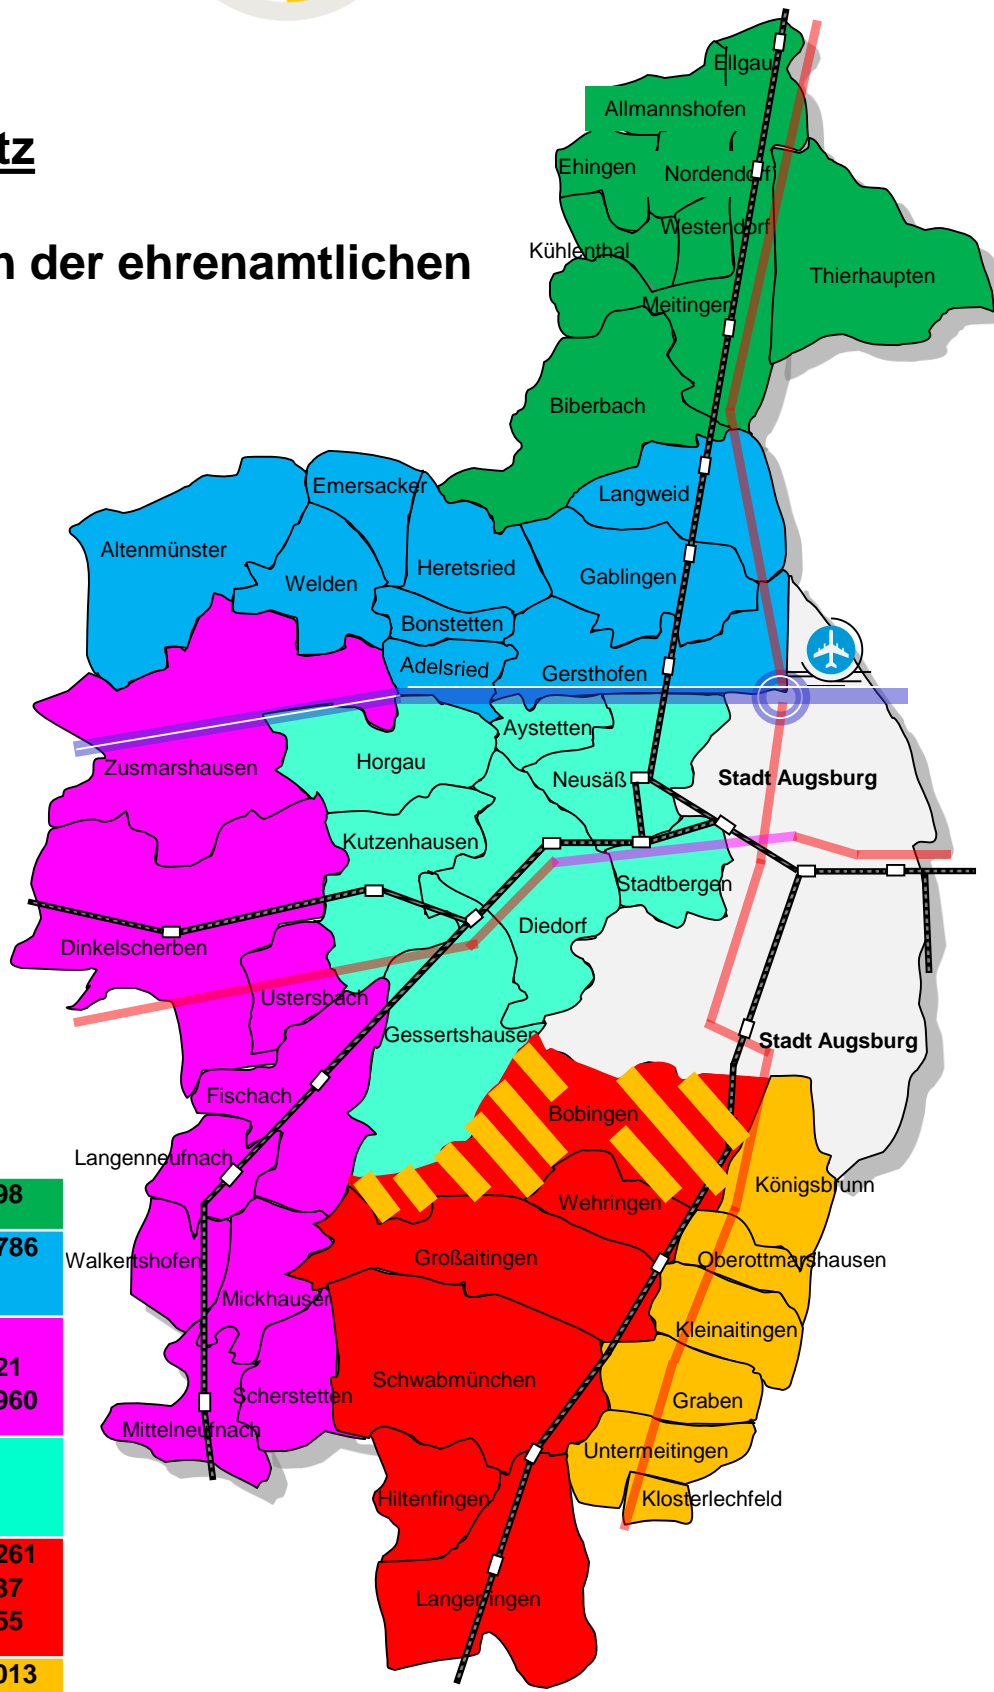 tz
n der ehrenamtlichen
Ellgau
Allmannshofen
Ehingen
Nordendorf
Westendorf
Kühlenthal
Thierhaupten
Meitingen
Biberbach
Emersacker
Langweid
Altenmünster
Heretsried
Gablingen
Welden
Bonstetten
Adelsried
Gersthofen
Aystetten
Horgau
Zusmarshausen
Neusäß
Stadt Augsburg
Kutzenhausen
Stadtbergen
Diedorf
Dinkelscherben
Ustersbach
Gessertshausen
Stadt Augsburg
Fischach
Bobingen
Langenneufnach
Königsbrunn
98
Wehringen
786
Walkertshofen
Großaitingen
Oberottmarshausen
Mickhausen
Kleinaitingen
21
Schwabmünchen
960
Scherstetten
Graben
Mittelneufnach
Untermeitingen
Hiltenfingen
Klosterlechfeld
261
37
Langerringen
55
013